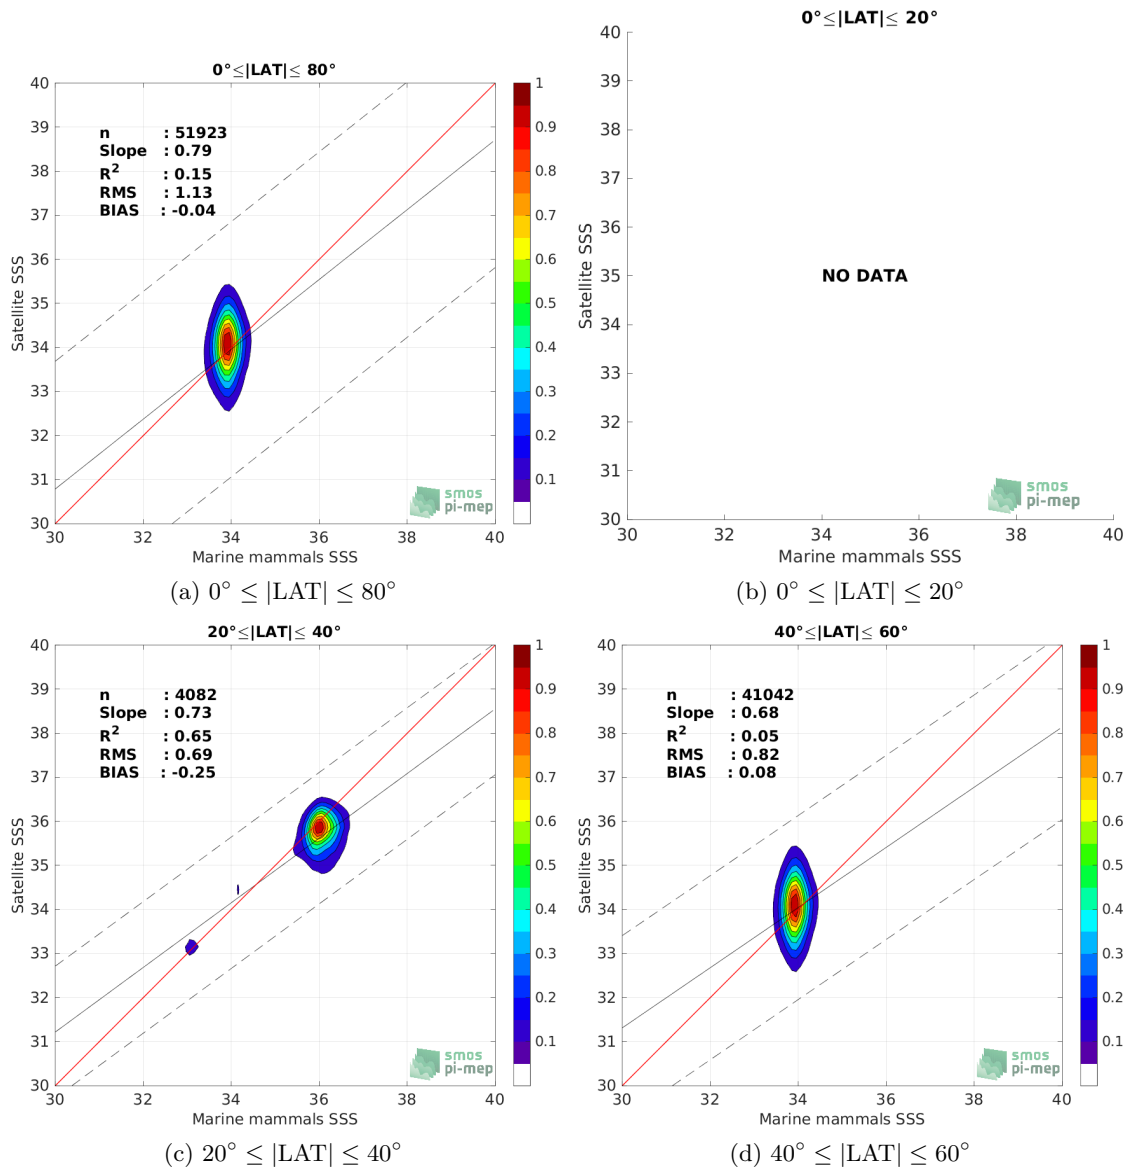 0°≤|LAT|≤ 80°
40
39
38
37
36
35
34
33
32
31
30
Satellite SSS
n : 51923
Slope : 0.79
R² : 0.15
RMS : 1.13
BIAS : -0.04
smos
pi-mep
30 32 34 36 38 40
Marine mammals SSS
1
0.9
0.8
0.7
0.6
0.5
0.4
0.3
0.2
0.1
(a) 0° ≤ |LAT| ≤ 80°
0°≤|LAT|≤ 20°
40
39
38
37
36
35
34
33
32
31
30
Satellite SSS
NO DATA
smos
pi-mep
30 32 34 36 38 40
Marine mammals SSS
(b) 0° ≤ |LAT| ≤ 20°
20°≤|LAT|≤ 40°
40
39
38
37
36
35
34
33
32
31
30
Satellite SSS
n : 4082
Slope : 0.73
R² : 0.65
RMS : 0.69
BIAS : -0.25
smos
pi-mep
30 32 34 36 38 40
Marine mammals SSS
1
0.9
0.8
0.7
0.6
0.5
0.4
0.3
0.2
0.1
(c) 20° ≤ |LAT| ≤ 40°
40°≤|LAT|≤ 60°
40
39
38
37
36
35
34
33
32
31
30
Satellite SSS
n : 41042
Slope : 0.68
R² : 0.05
RMS : 0.82
BIAS : 0.08
smos
pi-mep
30 32 34 36 38 40
Marine mammals SSS
1
0.9
0.8
0.7
0.6
0.5
0.4
0.3
0.2
0.1
(d) 40° ≤ |LAT| ≤ 60°